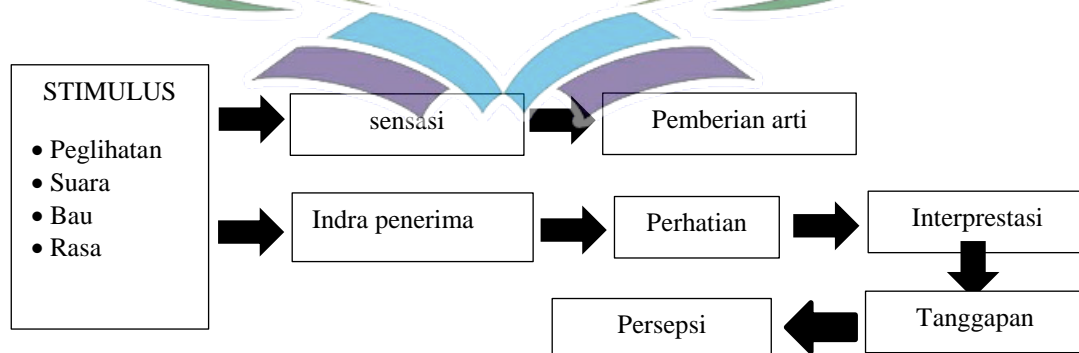 STIMULUS
• Peglihatan
• Suara
• Bau
• Rasa
sensasi
Pemberian arti
Indra penerima
Perhatian
Interprestasi
Tanggapan
Persepsi